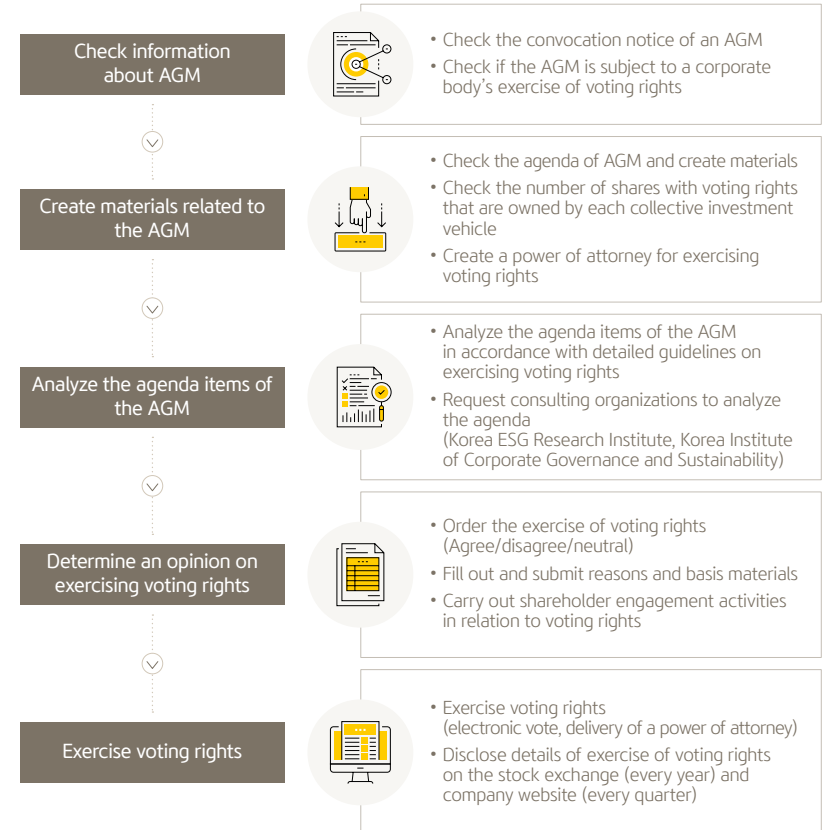 Check information
about AGM
• Check the convocation notice of an AGM
• Check if the AGM is subject to a corporate
body's exercise of voting rights
Create materials related to
the AGM
• Check the agenda of AGM and create materials
• Check the number of shares with voting rights
that are owned by each collective investment
vehicle
• Create a power of attorney for exercising
voting rights
Analyze the agenda items of
the AGM
• Analyze the agenda items of the AGM
in accordance with detailed guidelines on
exercising voting rights
• Request consulting organizations to analyze
the agenda
(Korea ESG Research Institute, Korea Institute
of Corporate Governance and Sustainability)
Determine an opinion on
exercising voting rights
• Order the exercise of voting rights
(Agree/disagree/neutral)
• Fill out and submit reasons and basis materials
• Carry out shareholder engagement activities
in relation to voting rights
Exercise voting rights
• Exercise voting rights
(electronic vote, delivery of a power of attorney)
• Disclose details of exercise of voting rights
on the stock exchange (every year) and
company website (every quarter)